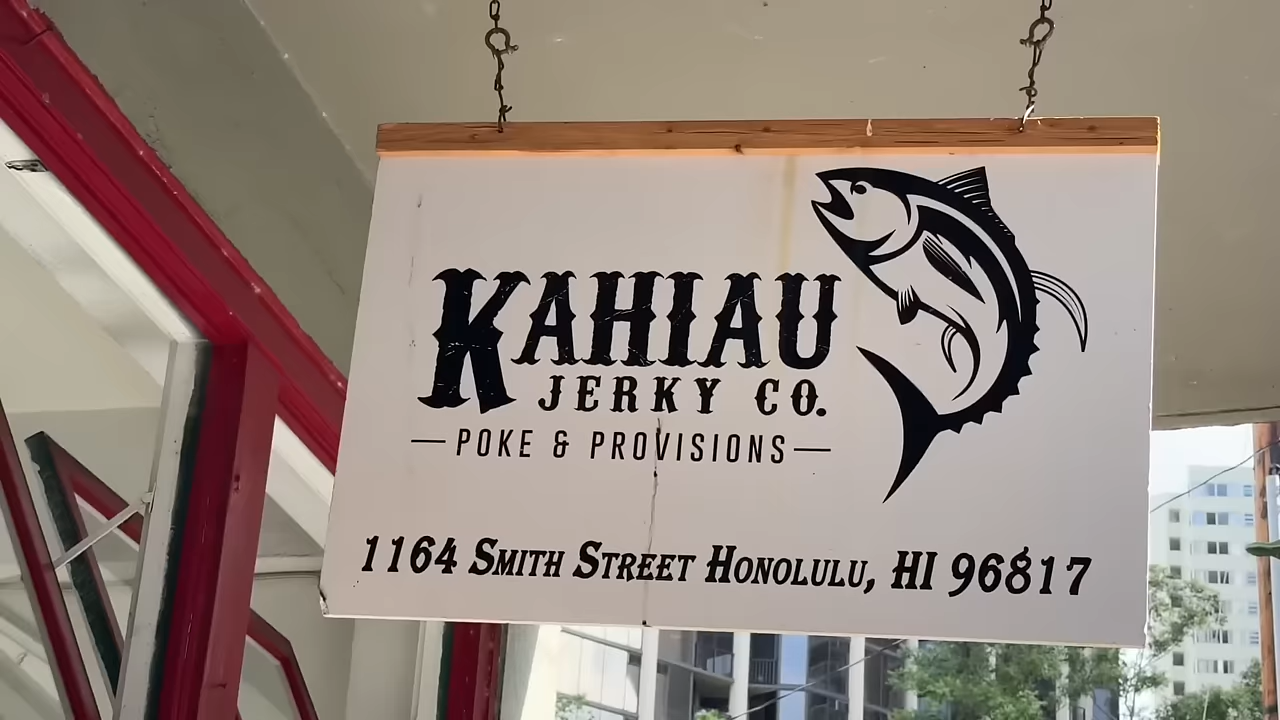 KAHIAU
JERKY CO.
POKE & PROVISIONS
1164 SMITH STREET HONOLULU, HI 96817